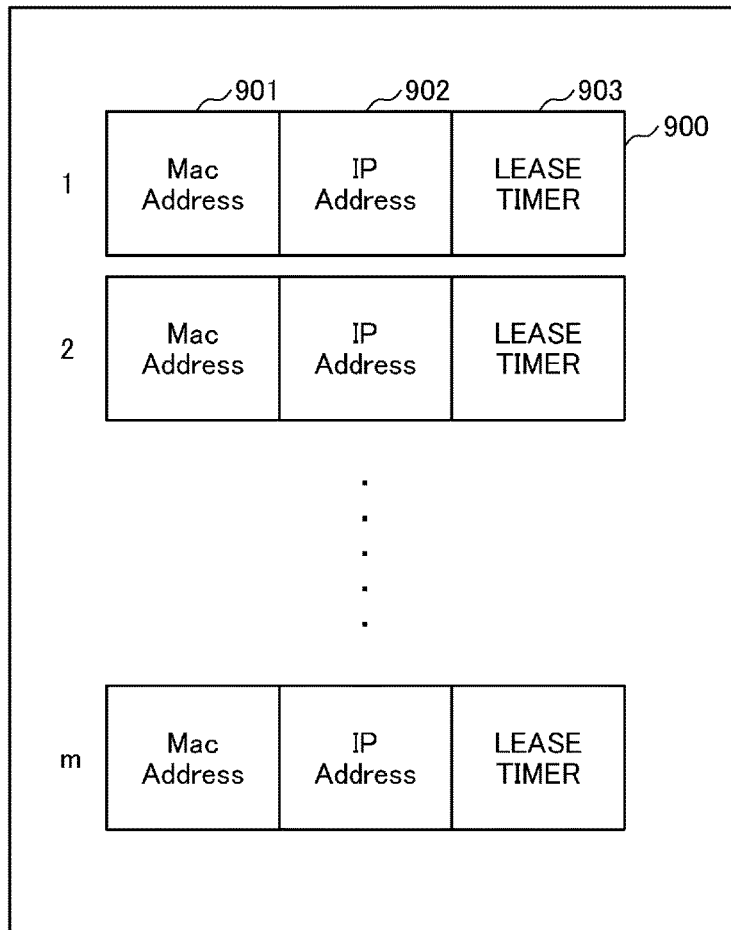 901 902 903
900
1
Mac Address
IP Address
LEASE TIMER
2
Mac Address
IP Address
LEASE TIMER
m
Mac Address
IP Address
LEASE TIMER